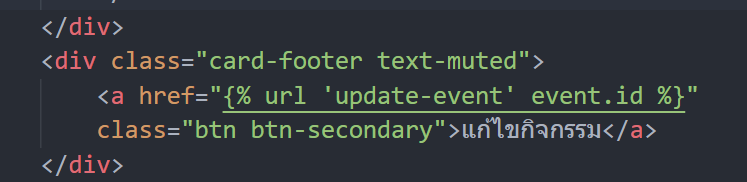 </div>
<div class="card-footer text-muted">
<a href="{% url 'update-event' event.id %}"
class="btn btn-secondary">แก้ไขกิจกรรม</a>
</div>